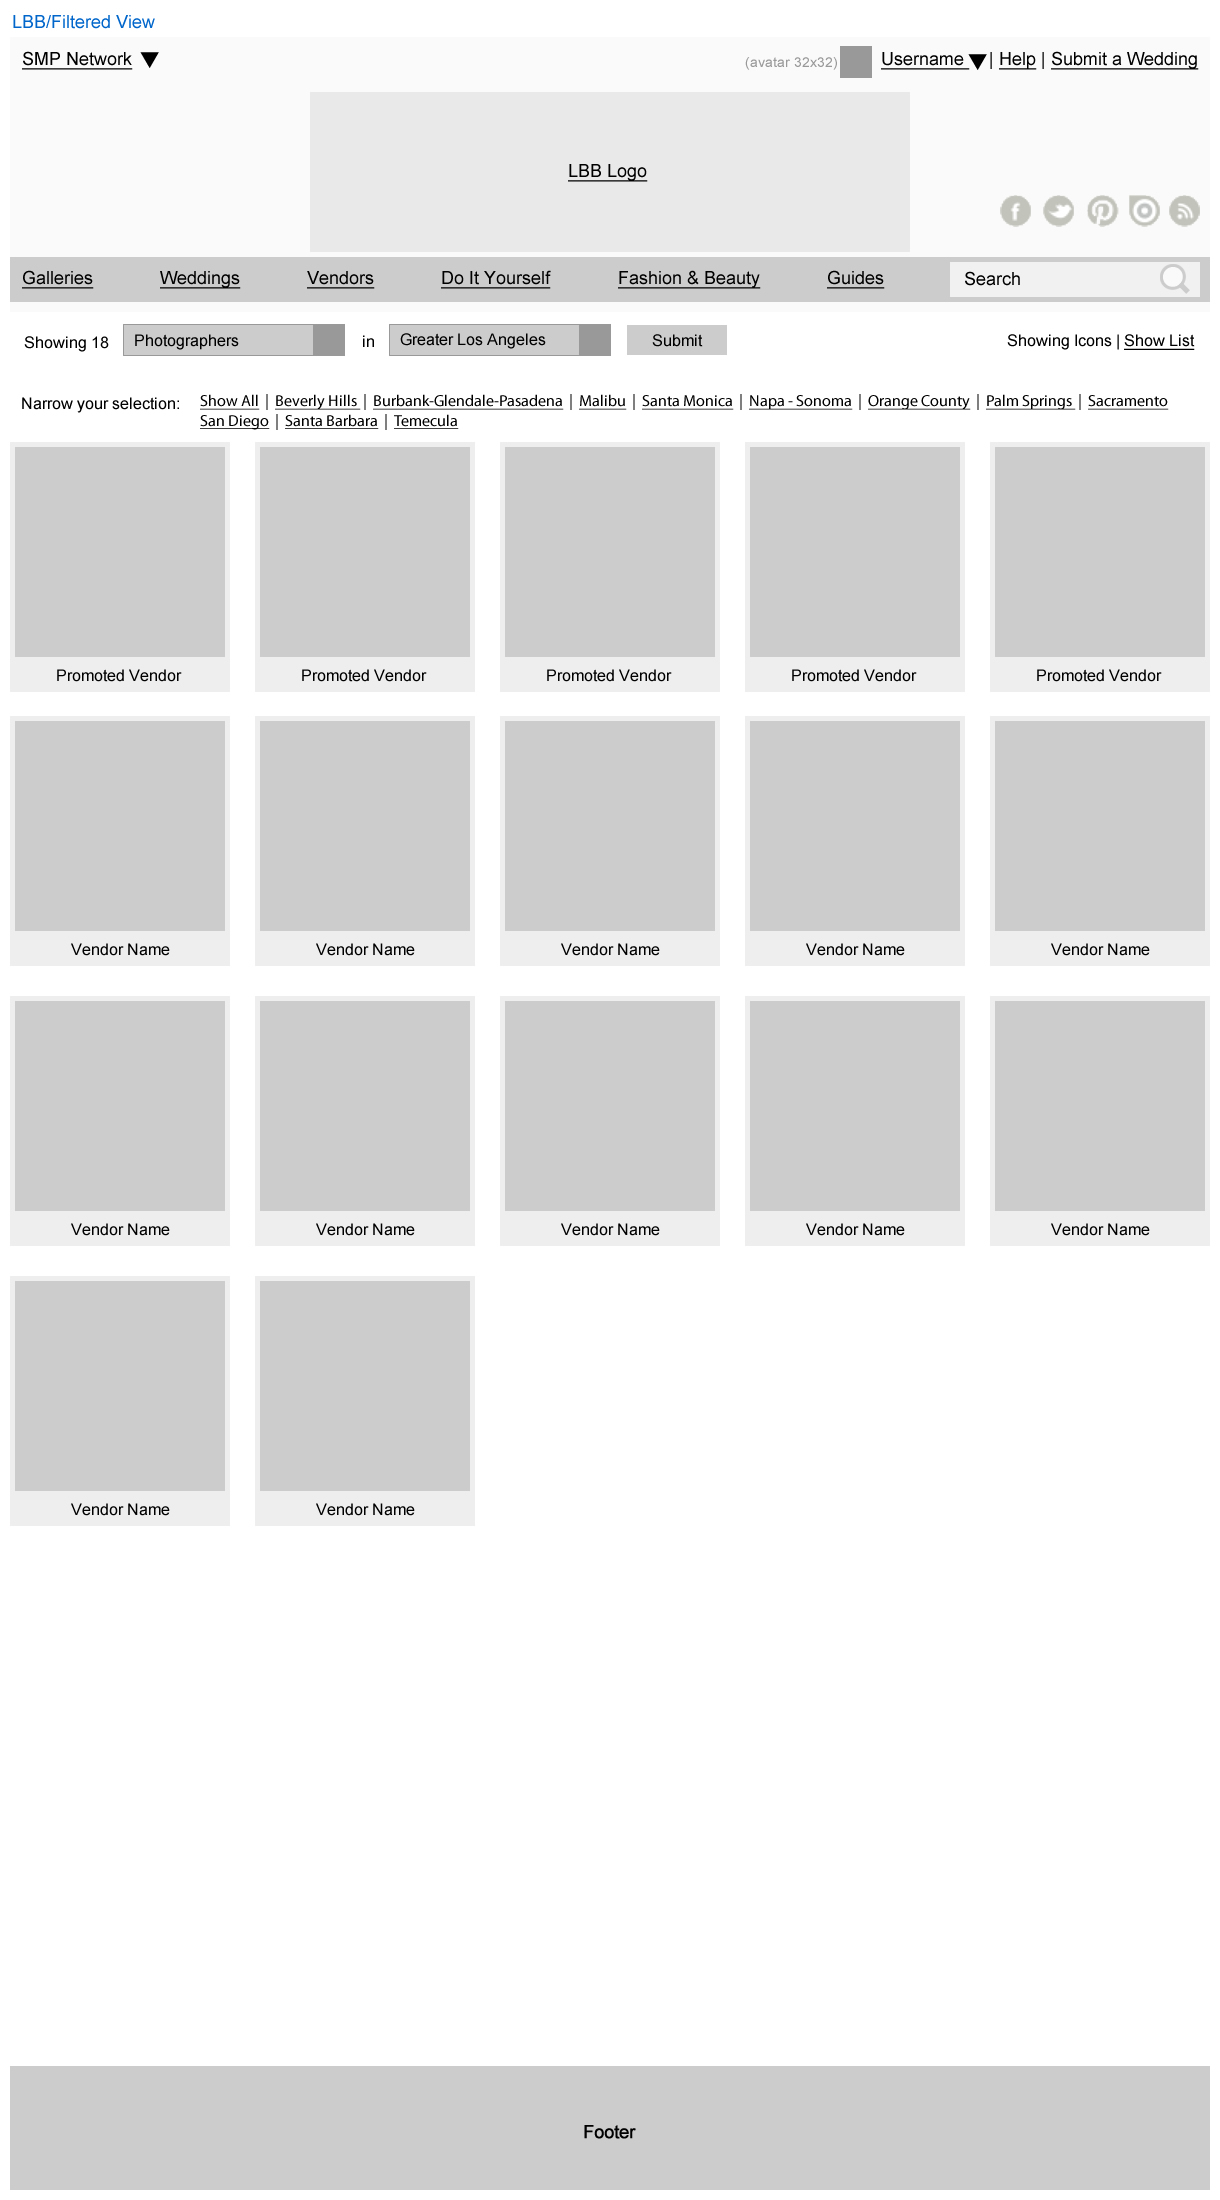 LBB/Filtered View
SMP Network
(avatar 32x32) Username | Help | Submit a Wedding
LBB Logo
Galleries Weddings Vendors Do It Yourself Fashion & Beauty Guides Search
Showing 18 Photographers in Greater Los Angeles Submit Showing Icons | Show List
Narrow your selection: Show All | Beverly Hills | Burbank-Glendale-Pasadena | Malibu | Santa Monica | Napa - Sonoma | Orange County | Palm Springs | Sacramento
San Diego | Santa Barbara | Temecula
Promoted Vendor Promoted Vendor Promoted Vendor Promoted Vendor Promoted Vendor
Vendor Name Vendor Name Vendor Name Vendor Name Vendor Name
Vendor Name Vendor Name Vendor Name Vendor Name Vendor Name
Vendor Name Vendor Name
Footer